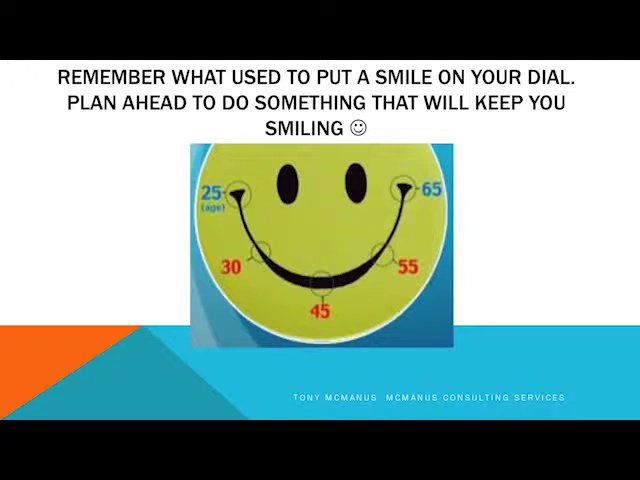 REMEMBER WHAT USED TO PUT A SMILE ON YOUR DIAL.
PLAN AHEAD TO DO SOMETHING THAT WILL KEEP YOU
SMILING ☺
25
(age)
65
30
55
45
TONY MCMANUS MCMANUS CONSULTING SERVICES